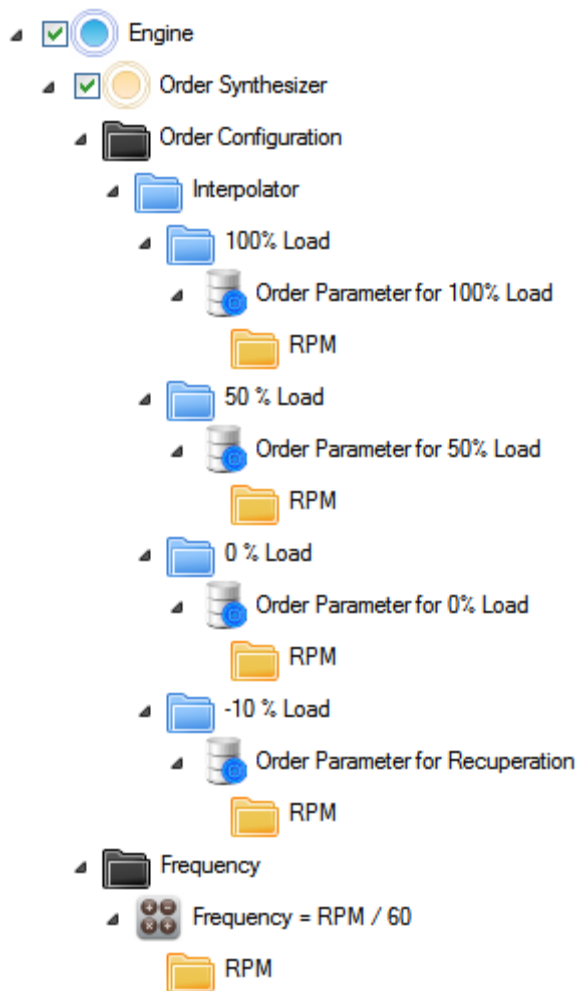 Engine
Order Synthesizer
Order Configuration
Interpolator
100% Load
Order Parameter for 100% Load
RPM
50 % Load
Order Parameter for 50% Load
RPM
0 % Load
Order Parameter for 0% Load
RPM
-10 % Load
Order Parameter for Recuperation
RPM
Frequency
Frequency = RPM / 60
RPM